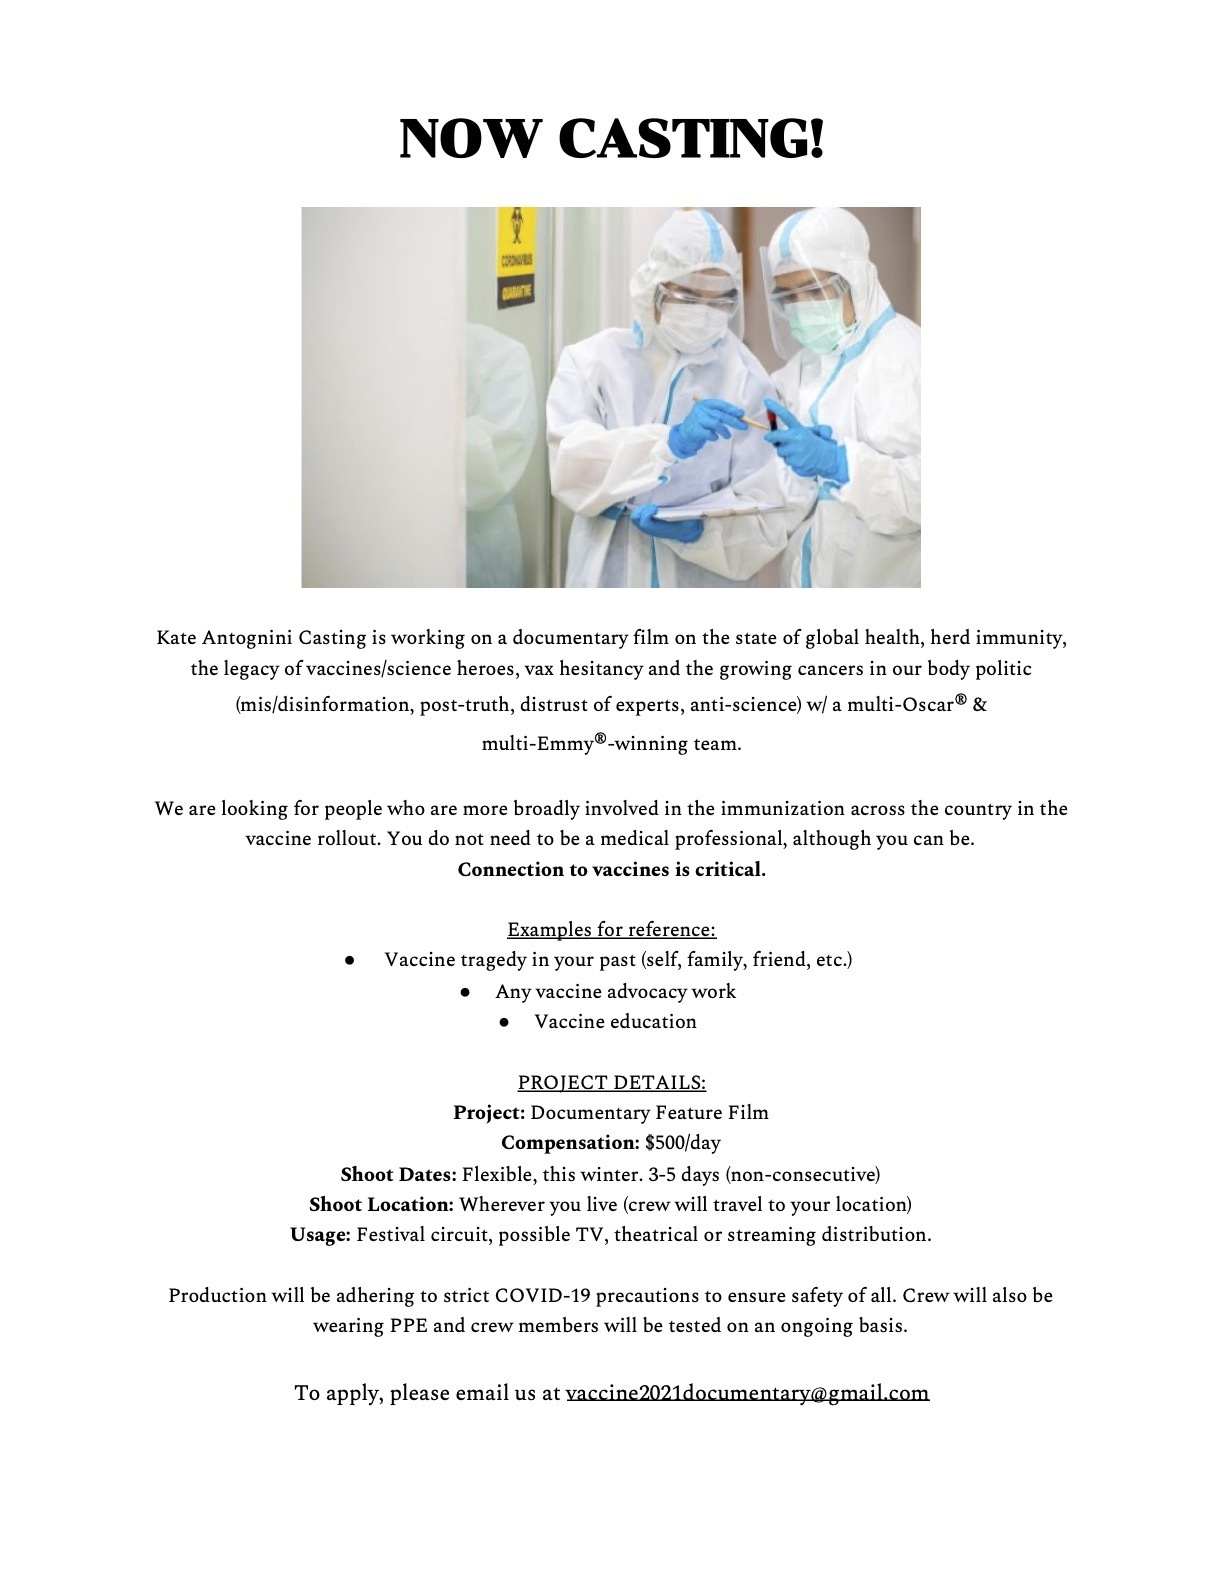 NOW CASTING!
CORONAVIRUS
QUARANTINE
Kate Antognini Casting is working on a documentary film on the state of global health, herd immunity,
the legacy of vaccines/science heroes, vax hesitancy and the growing cancers in our body politic
(mis/disinformation, post-truth, distrust of experts, anti-science) w/ a multi-Oscar® &
multi-Emmy®-winning team.
We are looking for people who are more broadly involved in the immunization across the country in the
vaccine rollout. You do not need to be a medical professional, although you can be.
Connection to vaccines is critical.
Examples for reference:
● Vaccine tragedy in your past (self, family, friend, etc.)
● Any vaccine advocacy work
● Vaccine education
PROJECT DETAILS:
Project: Documentary Feature Film
Compensation: $500/day
Shoot Dates: Flexible, this winter. 3-5 days (non-consecutive)
Shoot Location: Wherever you live (crew will travel to your location)
Usage: Festival circuit, possible TV, theatrical or streaming distribution.
Production will be adhering to strict COVID-19 precautions to ensure safety of all. Crew will also be
wearing PPE and crew members will be tested on an ongoing basis.
To apply, please email us at vaccine2021documentary@gmail.com